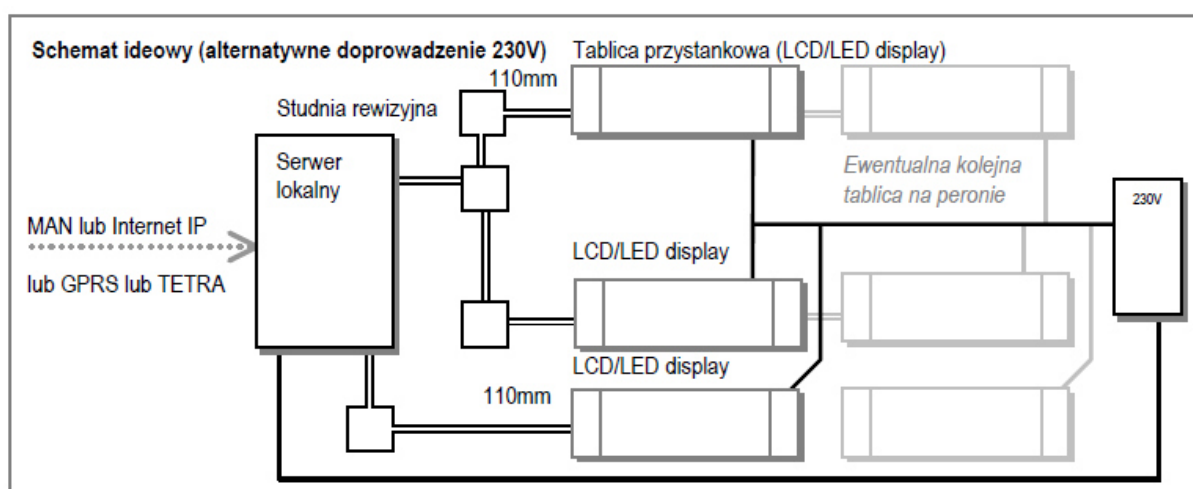 Schemat ideowy (alternatywne doprowadzenie 230V)
Tablica przystankowa (LCD/LED display)
110mm
Studnia rewizyjna
Serwer
lokalny
Ewentualna kolejna
tablica na peronie
230V
MAN lub Internet IP
lub GPRS lub TETRA
LCD/LED display
LCD/LED display
110mm